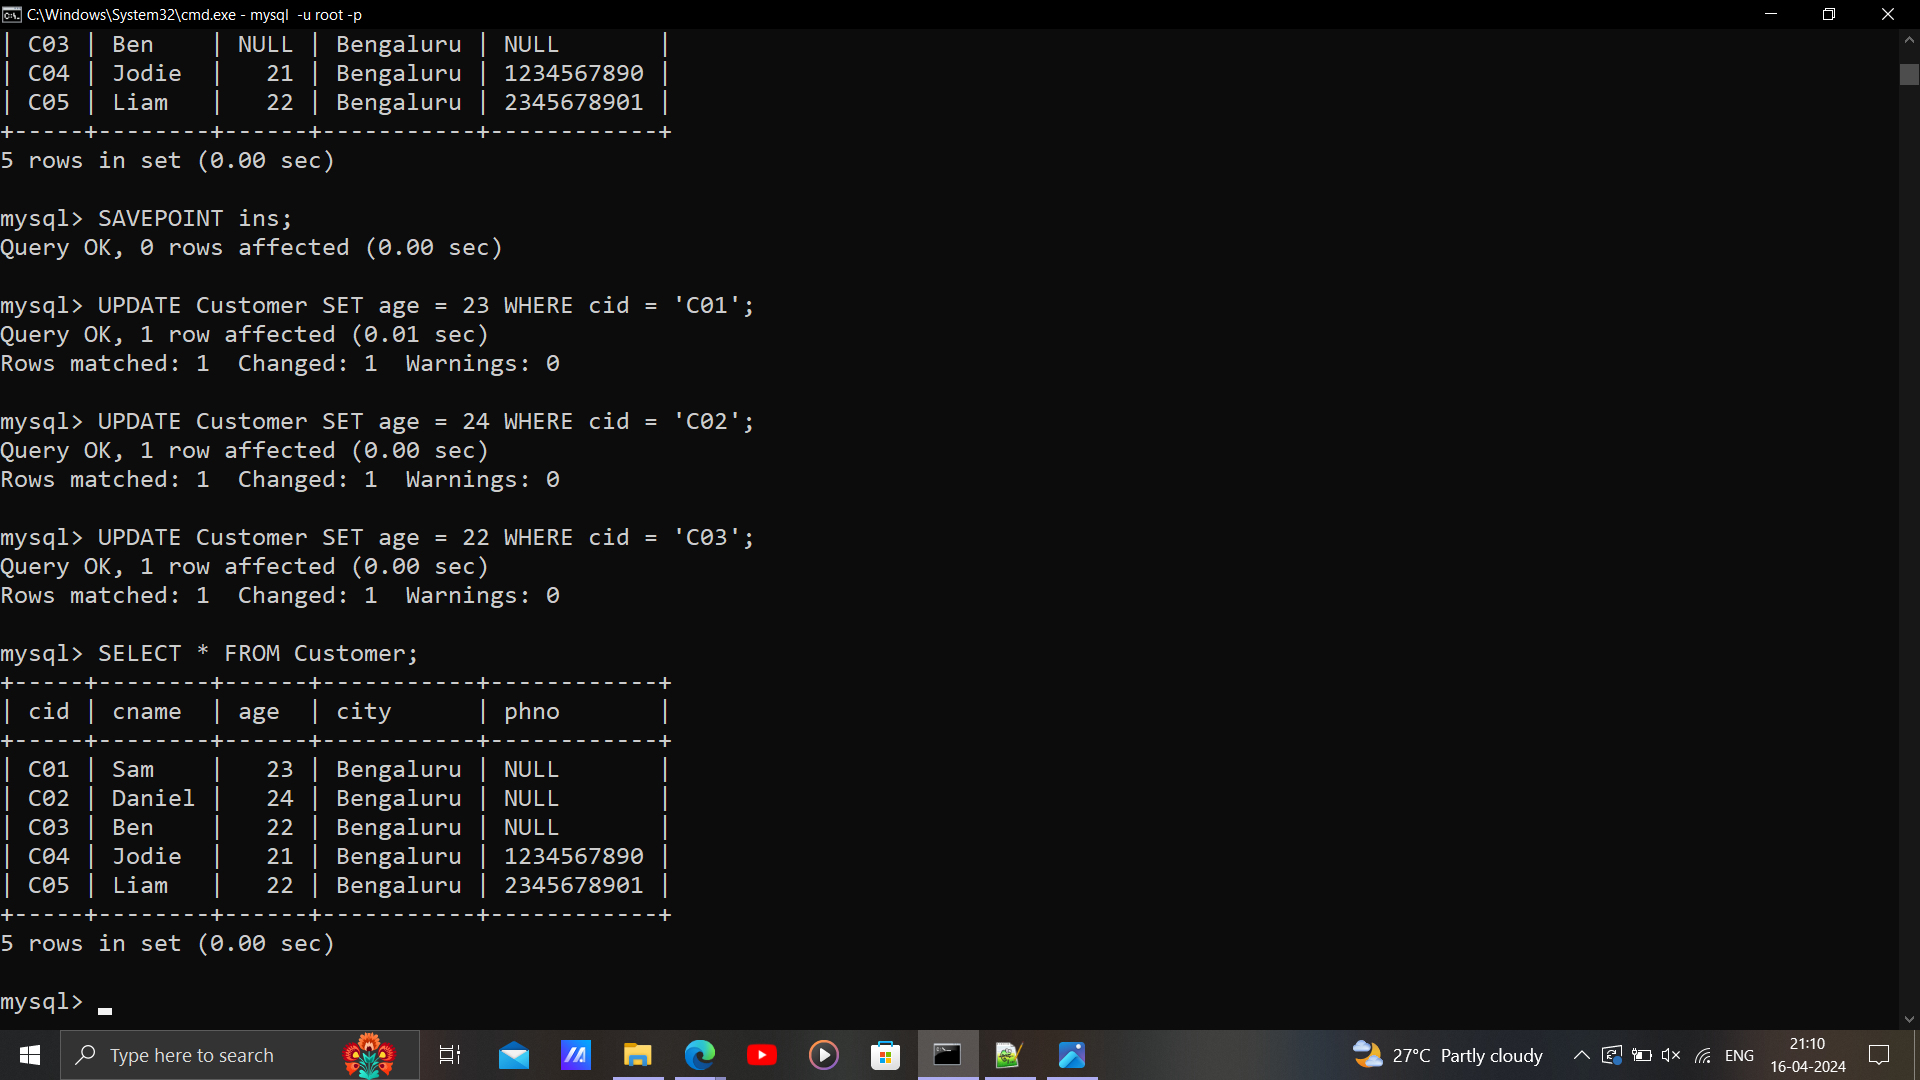 C:\Windows\System32\cmd.exe - mysql  -u root -p
| C03 | Ben    | NULL | Bengaluru | NULL       |
| C04 | Jodie  |   21 | Bengaluru | 1234567890 |
| C05 | Liam   |   22 | Bengaluru | 2345678901 |
+-----+--------+------+-----------+------------+
5 rows in set (0.00 sec)
mysql> SAVEPOINT ins;
Query OK, 0 rows affected (0.00 sec)
mysql> UPDATE Customer SET age = 23 WHERE cid = 'C01';
Query OK, 1 row affected (0.01 sec)
Rows matched: 1  Changed: 1  Warnings: 0
mysql> UPDATE Customer SET age = 24 WHERE cid = 'C02';
Query OK, 1 row affected (0.00 sec)
Rows matched: 1  Changed: 1  Warnings: 0
mysql> UPDATE Customer SET age = 22 WHERE cid = 'C03';
Query OK, 1 row affected (0.00 sec)
Rows matched: 1  Changed: 1  Warnings: 0
mysql> SELECT * FROM Customer;
+-----+--------+------+-----------+------------+
| cid | cname  | age  | city      | phno       |
+-----+--------+------+-----------+------------+
| C01 | Sam    |   23 | Bengaluru | NULL       |
| C02 | Daniel |   24 | Bengaluru | NULL       |
| C03 | Ben    |   22 | Bengaluru | NULL       |
| C04 | Jodie  |   21 | Bengaluru | 1234567890 |
| C05 | Liam   |   22 | Bengaluru | 2345678901 |
+-----+--------+------+-----------+------------+
5 rows in set (0.00 sec)
mysql> _
Type here to search
27°C  Partly cloudy
ENG
21:10
16-04-2024